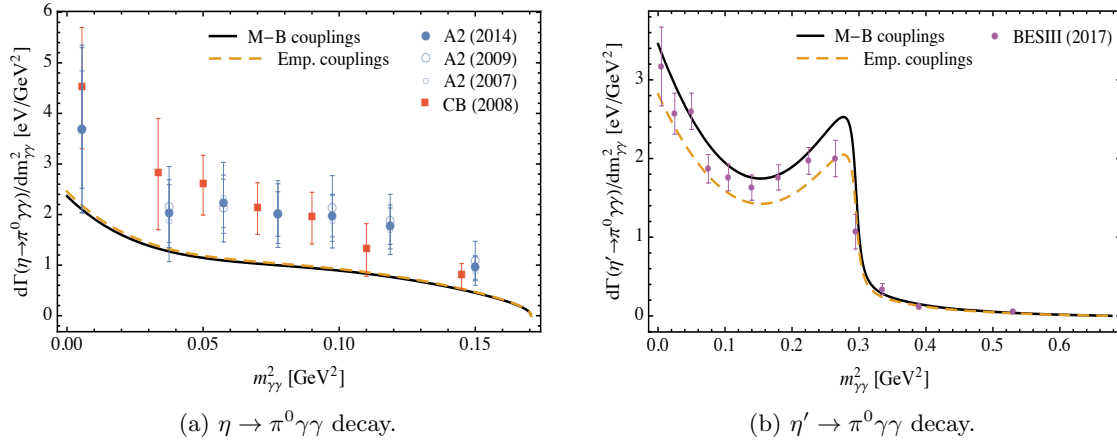 6
5
4
3
2
1
0
0.00
0.05
0.10
0.15
dΓ(η→π⁰γγ)/dm²γγ [eV/GeV²]
m²γγ [GeV²]
M−B couplings
Emp. couplings
A2 (2014)
A2 (2009)
A2 (2007)
CB (2008)
(a) η → π⁰γγ decay.
3
2
1
0
0.0
0.1
0.2
0.3
0.4
0.5
0.6
dΓ(η′→π⁰γγ)/dm²γγ [eV/GeV²]
m²γγ [GeV²]
M−B couplings
Emp. couplings
BESIII (2017)
(b) η′ → π⁰γγ decay.